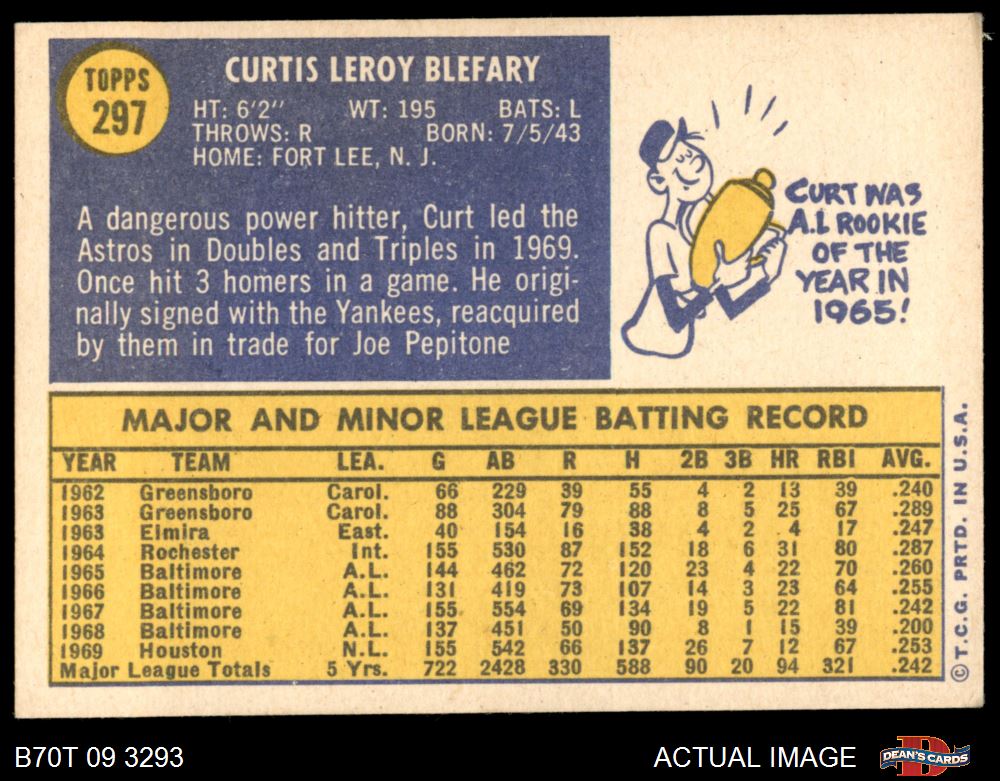 TOPPS
297
CURTIS LEROY BLEFARY
HT: 6'2" WT: 195 BATS: L
THROWS: R BORN: 7/5/43
HOME: FORT LEE, N. J.
A dangerous power hitter, Curt led the
Astros in Doubles and Triples in 1969.
Once hit 3 homers in a game. He origi-
nally signed with the Yankees, reacquired
by them in trade for Joe Pepitone
CURT WAS
A.L ROOKIE
OF THE
YEAR IN
1965!
MAJOR AND MINOR LEAGUE BATTING RECORD
YEAR TEAM LEA. G AB R H 2B 3B HR RBI AVG.
1962 Greensboro Carol. 66 229 39 55 4 2 13 39 .240
1963 Greensboro Carol. 88 304 79 88 8 5 25 67 .289
1963 Elmira East. 40 154 16 38 4 2 4 17 .247
1964 Rochester Int. 155 530 87 152 18 6 31 80 .287
1965 Baltimore A.L. 144 462 72 120 23 4 22 70 .260
1966 Baltimore A.L. 131 419 73 107 14 3 23 64 .255
1967 Baltimore A.L. 155 554 69 134 19 5 22 81 .242
1968 Baltimore A.L. 137 451 50 90 8 1 15 39 .200
1969 Houston N.L. 155 542 66 137 26 7 12 67 .253
Major League Totals 5 Yrs. 722 2428 330 588 90 20 94 321 .242
© T.C.G. PRTD. IN U.S.A.
B70T 09 3293
ACTUAL IMAGE
DEAN'S CARDS